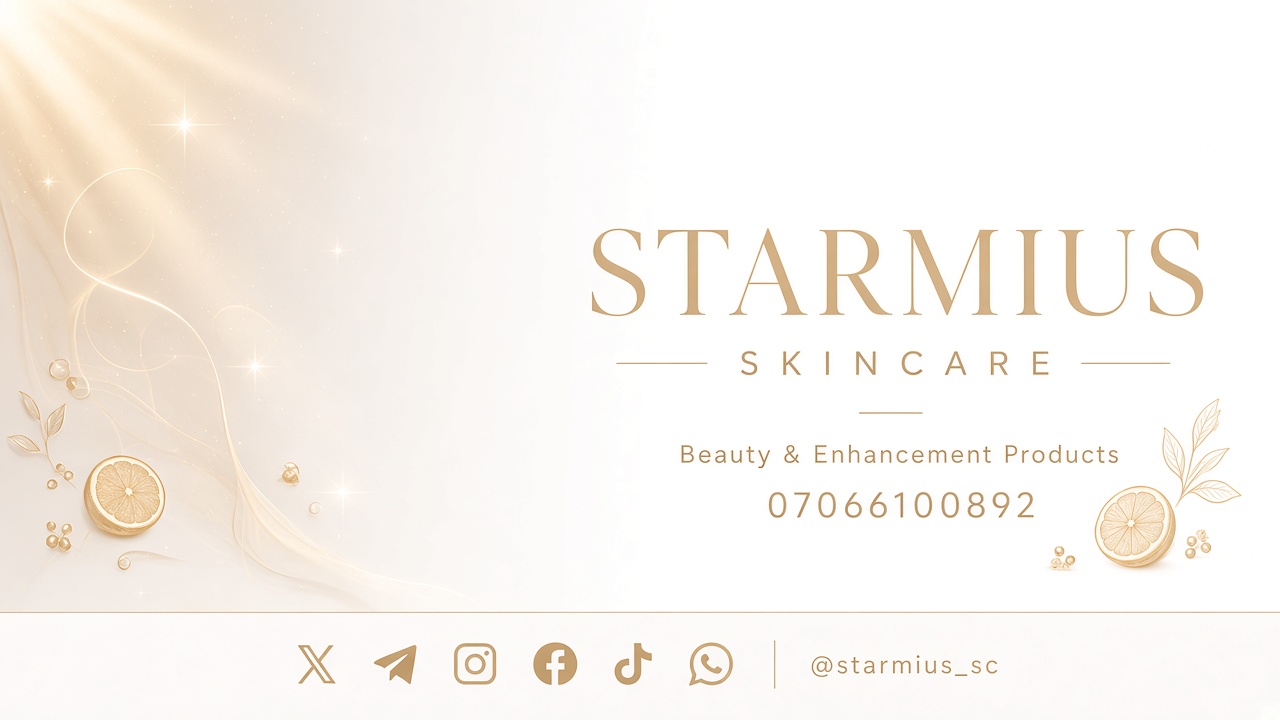 STARMIUS
SKINCARE
Beauty & Enhancement Products
07066100892
@starmius_sc